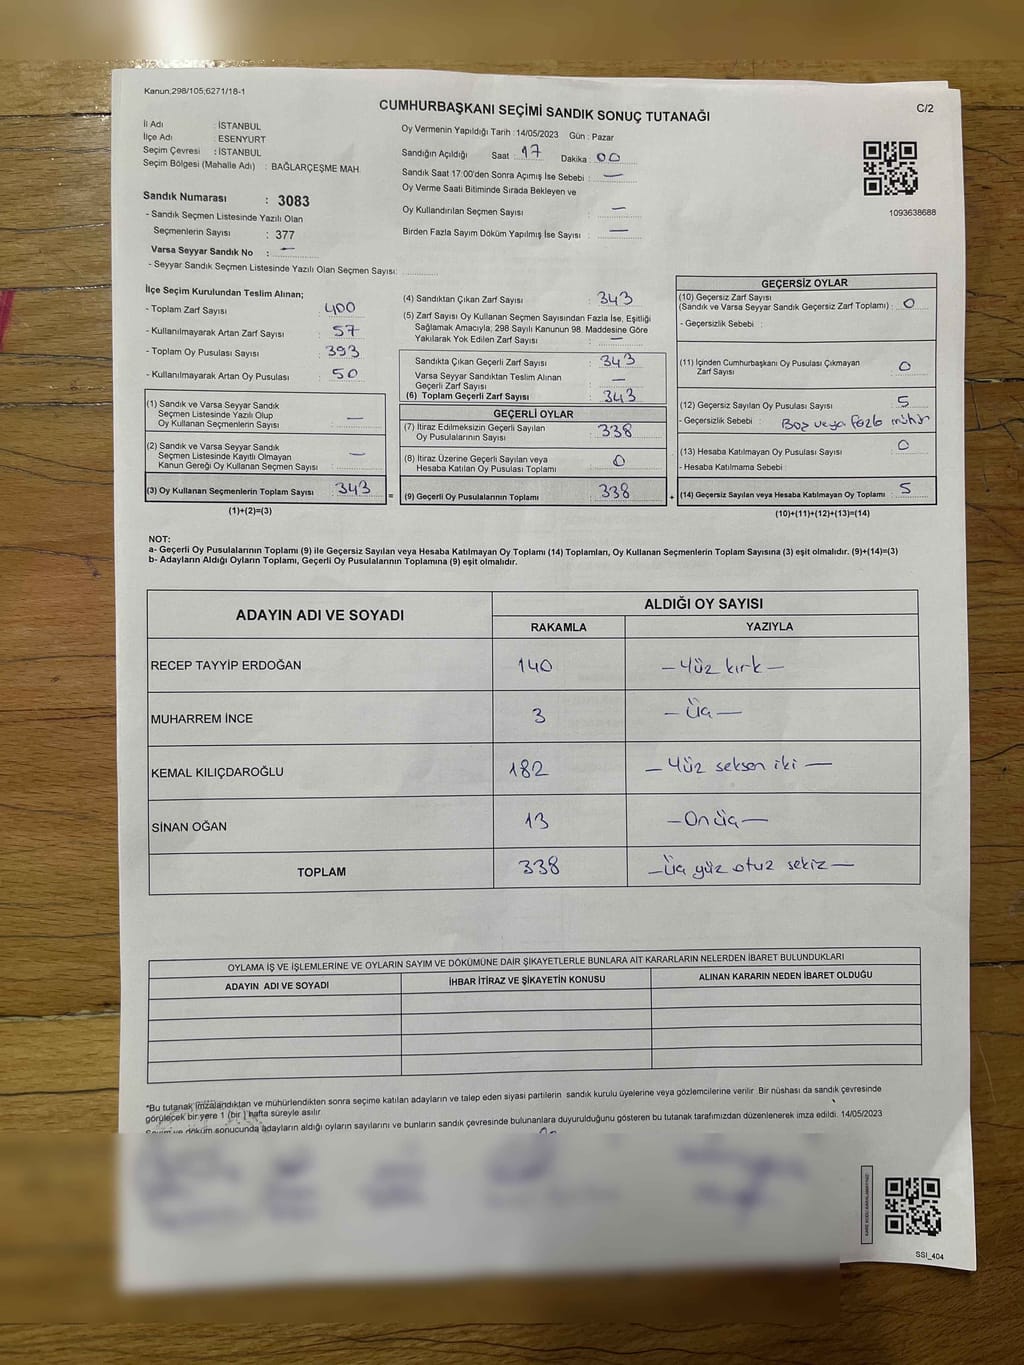 Kanun,298/105,6271/18-1
CUMHURBAŞKANI SEÇİMİ SANDIK SONUÇ TUTANAĞI
C/2
İl Adı : İSTANBUL
İlçe Adı : ESENYURT
Seçim Çevresi : İSTANBUL
Seçim Bölgesi (Mahalle Adı) : BAĞLARÇEŞME MAH.
Sandık Numarası : 3083
- Sandık Seçmen Listesinde Yazılı Olan
Seçmenlerin Sayısı : 377
Varsa Seyyar Sandık No : —
- Seyyar Sandık Seçmen Listesinde Yazılı Olan Seçmen Sayısı:
Oy Vermenin Yapıldığı Tarih : 14/05/2023 Gün : Pazar
Sandığın Açıldığı Saat : 17 Dakika : 00
Sandık Saat 17:00'den Sonra Açımış İse Sebebi : —
Oy Verme Saati Bitiminde Sırada Bekleyen ve
Oy Kullandırılan Seçmen Sayısı : —
Birden Fazla Sayım Döküm Yapılmış İse Sayısı : —
1093638688
İlçe Seçim Kurulundan Teslim Alınan;
- Toplam Zarf Sayısı : 400
- Kullanılmayarak Artan Zarf Sayısı : 57
- Toplam Oy Pusulası Sayısı : 393
- Kullanılmayarak Artan Oy Pusulası : 50
(1) Sandık ve Varsa Seyyar Sandık
Seçmen Listesinde Yazılı Olup
Oy Kullanan Seçmenlerin Sayısı : —
(2) Sandık ve Varsa Seyyar Sandık
Seçmen Listesinde Kayıtlı Olmayan
Kanun Gereği Oy Kullanan Seçmen Sayısı : —
(3) Oy Kullanan Seçmenlerin Toplam Sayısı : 343 =
(1)+(2)=(3)
(4) Sandıktan Çıkan Zarf Sayısı : 343
(5) Zarf Sayısı Oy Kullanan Seçmen Sayısından Fazla İse, Eşitliği
Sağlamak Amacıyla, 298 Sayılı Kanunun 98. Maddesine Göre
Yakılarak Yok Edilen Zarf Sayısı : —
Sandıkta Çıkan Geçerli Zarf Sayısı : 343
Varsa Seyyar Sandıktan Teslim Alınan
Geçerli Zarf Sayısı : —
(6) Toplam Geçerli Zarf Sayısı : 343
GEÇERLİ OYLAR
(7) İtiraz Edilmeksizin Geçerli Sayılan
Oy Pusulalarının Sayısı : 338
(8) İtiraz Üzerine Geçerli Sayılan veya
Hesaba Katılan Oy Pusulası Toplamı : 0
(9) Geçerli Oy Pusulalarının Toplamı : 338 +
GEÇERSİZ OYLAR
(10) Geçersiz Zarf Sayısı
(Sandık ve Varsa Seyyar Sandık Geçersiz Zarf Toplamı) : 0
- Geçersizlik Sebebi :
(11) İçinden Cumhurbaşkanı Oy Pusulası Çıkmayan
Zarf Sayısı : 0
(12) Geçersiz Sayılan Oy Pusulası Sayısı : 5
- Geçersizlik Sebebi : Boş veya fazla mühür
(13) Hesaba Katılmayan Oy Pusulası Sayısı : 0
- Hesaba Katılmama Sebebi :
(14) Geçersiz Sayılan veya Hesaba Katılmayan Oy Toplamı : 5
(10)+(11)+(12)+(13)=(14)
NOT:
a- Geçerli Oy Pusulalarının Toplamı (9) ile Geçersiz Sayılan veya Hesaba Katılmayan Oy Toplamı (14) Toplamları, Oy Kullanan Seçmenlerin Toplam Sayısına (3) eşit olmalıdır. (9)+(14)=(3)
b- Adayların Aldığı Oyların Toplamı, Geçerli Oy Pusulalarının Toplamına (9) eşit olmalıdır.
ADAYIN ADI VE SOYADI ALDIĞI OY SAYISI
RAKAMLA YAZIYLA
RECEP TAYYİP ERDOĞAN 140 — Yüz kırk —
MUHARREM İNCE 3 — Üç —
KEMAL KILIÇDAROĞLU 182 — Yüz seksen iki —
SİNAN OĞAN 13 — On üç —
TOPLAM 338 — Üç yüz otuz sekiz —
OYLAMA İŞ VE İŞLEMLERİNE VE OYLARIN SAYIM VE DÖKÜMÜNE DAİR ŞİKAYETLERLE BUNLARA AİT KARARLARIN NELERDEN İBARET BULUNDUKLARI
ADAYIN ADI VE SOYADI İHBAR İTİRAZ VE ŞİKAYETİN KONUSU ALINAN KARARIN NEDEN İBARET OLDUĞU
*Bu tutanak imzalandıktan ve mühürlendikten sonra seçime katılan adayların ve talep eden siyasi partilerin sandık kurulu üyelerine veya gözlemcilerine verilir Bir nüshası da sandık çevresinde
görülecek bir yere 1 (bir ) hafta süreyle asılır
Sayım ve döküm sonucunda adayların aldığı oyların sayılarını ve bunların sandık çevresinde bulunanlara duyurulduğunu gösteren bu tutanak tarafımızdan düzenlenerek imza edildi. 14/05/2023
SSI_404